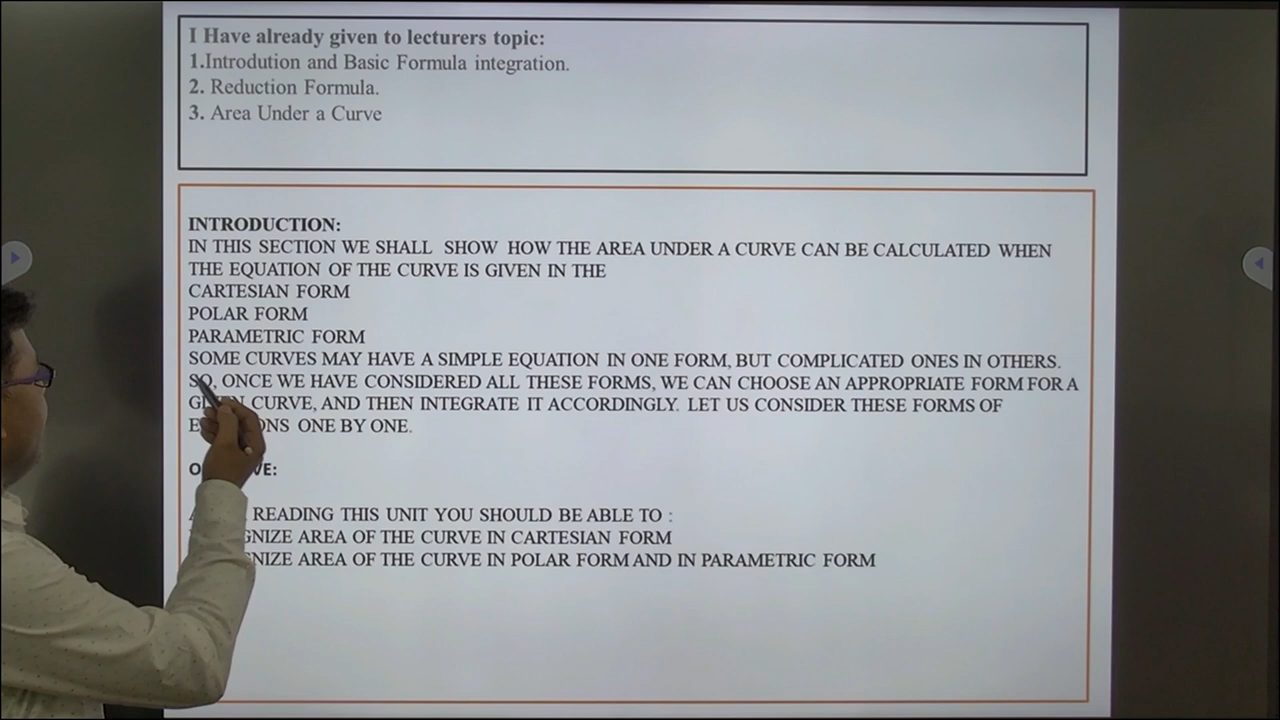 I Have already given to lecturers topic:
1.Introdution and Basic Formula integration.
2. Reduction Formula.
3. Area Under a Curve
INTRODUCTION:
IN THIS SECTION WE SHALL SHOW HOW THE AREA UNDER A CURVE CAN BE CALCULATED WHEN
THE EQUATION OF THE CURVE IS GIVEN IN THE
CARTESIAN FORM
POLAR FORM
PARAMETRIC FORM
SOME CURVES MAY HAVE A SIMPLE EQUATION IN ONE FORM, BUT COMPLICATED ONES IN OTHERS.
SO, ONCE WE HAVE CONSIDERED ALL THESE FORMS, WE CAN CHOOSE AN APPROPRIATE FORM FOR A
CURVE, AND THEN INTEGRATE IT ACCORDINGLY. LET US CONSIDER THESE FORMS OF
ONE BY ONE.
READING THIS UNIT YOU SHOULD BE ABLE TO :
AREA OF THE CURVE IN CARTESIAN FORM
AREA OF THE CURVE IN POLAR FORM AND IN PARAMETRIC FORM